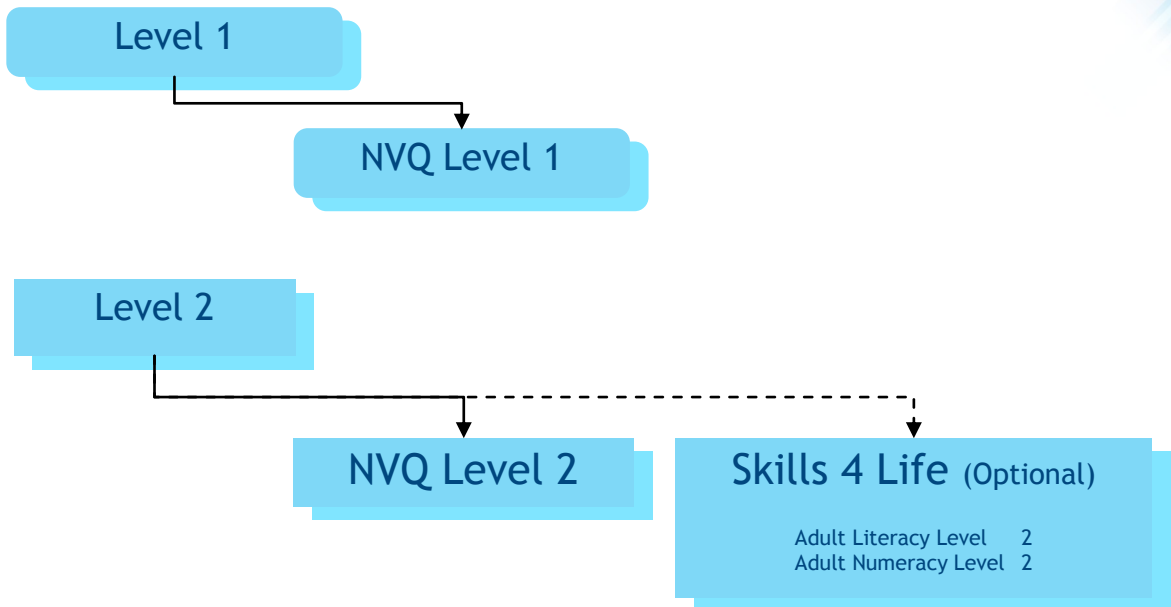 Level 1
NVQ Level 1
Level 2
NVQ Level 2
Skills 4 Life (Optional)
Adult Literacy Level 2
Adult Numeracy Level 2